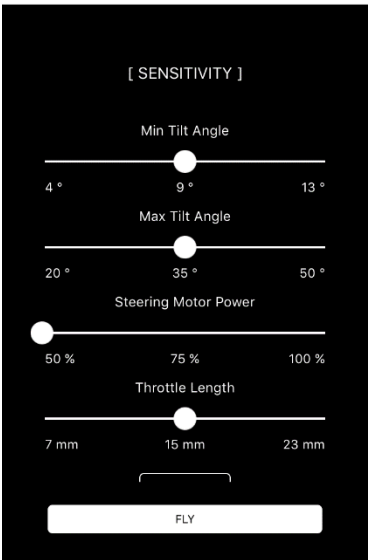 [ SENSITIVITY ]
Min Tilt Angle
4 ° 9 ° 13 °
Max Tilt Angle
20 ° 35 ° 50 °
Steering Motor Power
50 % 75 % 100 %
Throttle Length
7 mm 15 mm 23 mm
FLY